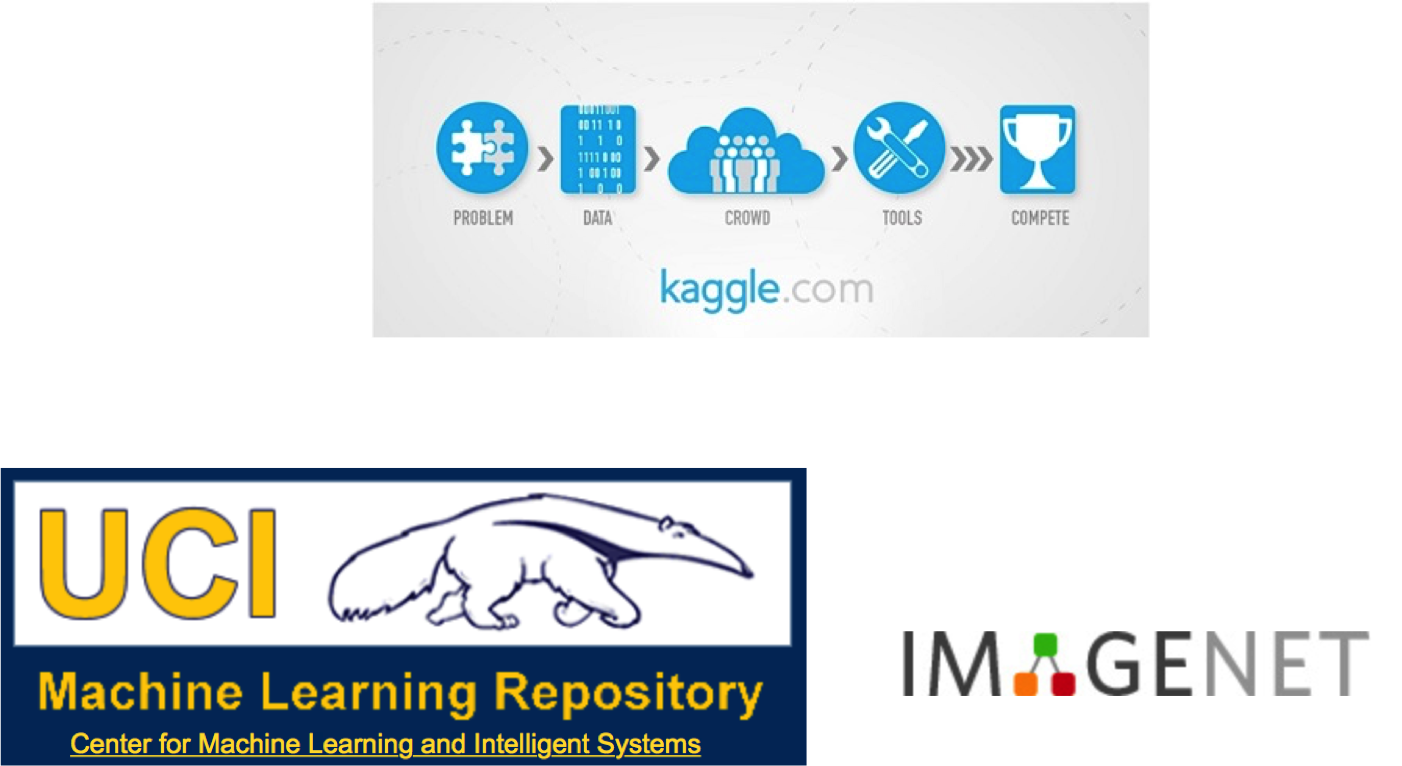 PROBLEM DATA CROWD TOOLS COMPETE
kaggle.com
UCI
Machine Learning Repository
Center for Machine Learning and Intelligent Systems
IMAGENET